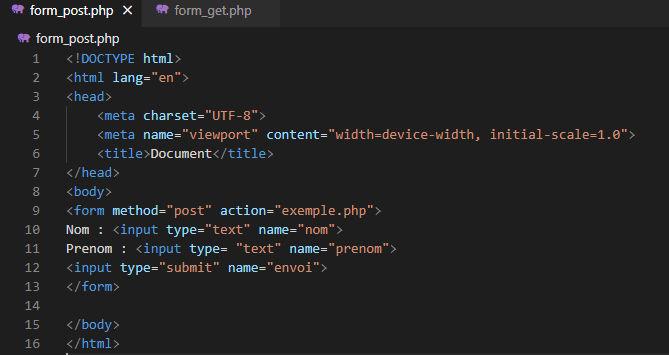 form_post.php X form_get.php
form_post.php
1 <!DOCTYPE html>
2 <html lang="en">
3 <head>
4     <meta charset="UTF-8">
5     <meta name="viewport" content="width=device-width, initial-scale=1.0">
6     <title>Document</title>
7 </head>
8 <body>
9 <form method="post" action="exemple.php">
10 Nom : <input type="text" name="nom">
11 Prenom : <input type= "text" name="prenom">
12 <input type="submit" name="envoi">
13 </form>
14
15 </body>
16 </html>